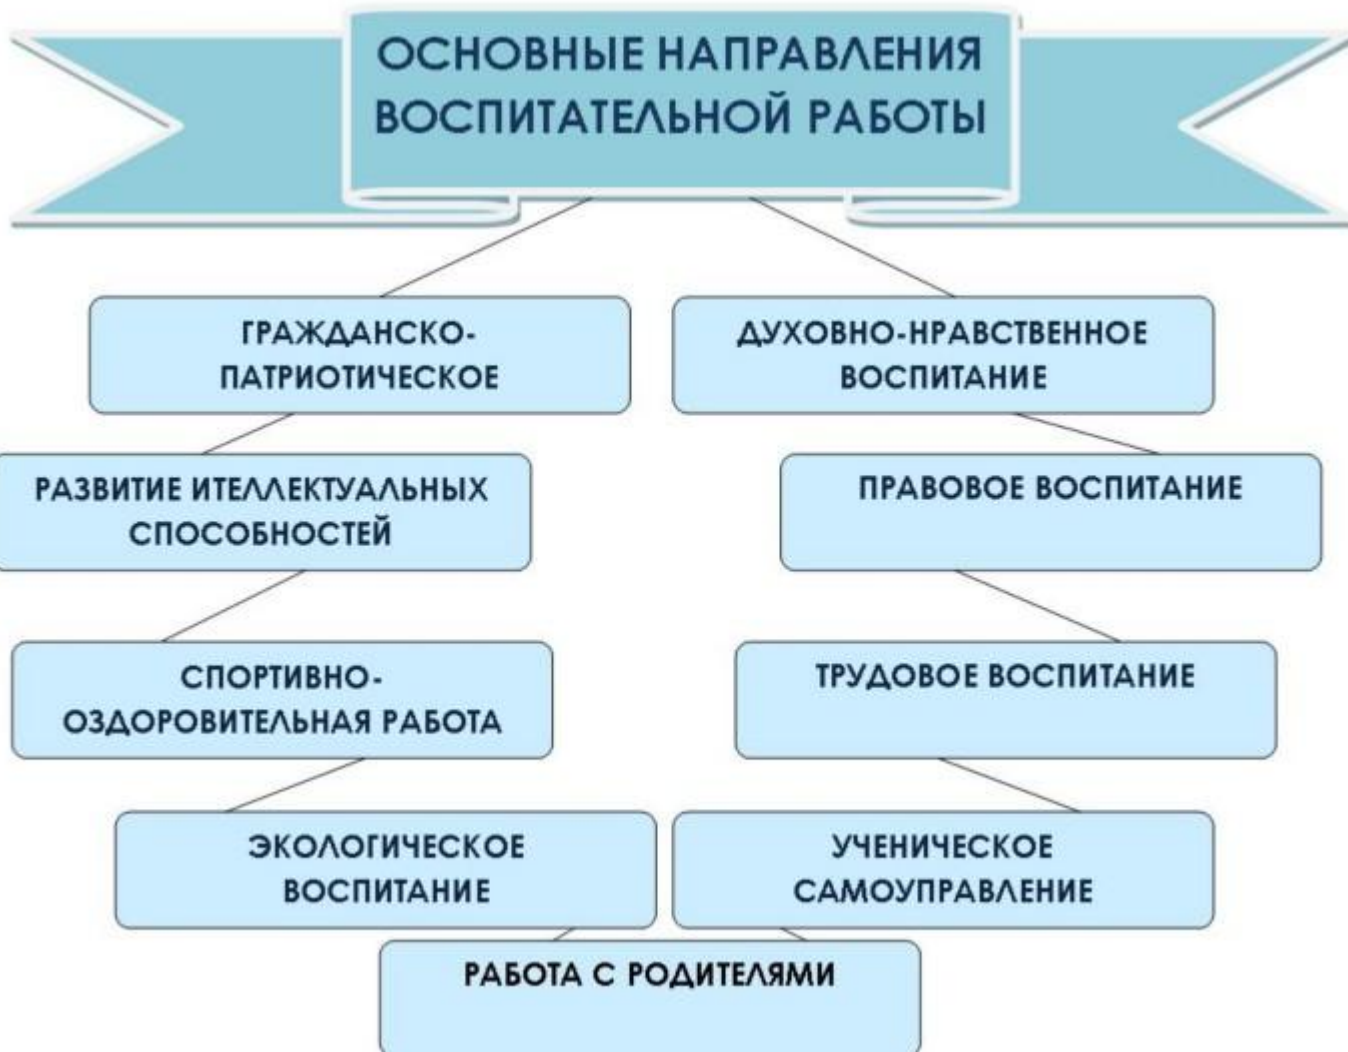 ОСНОВНЫЕ НАПРАВЛЕНИЯ
ВОСПИТАТЕЛЬНОЙ РАБОТЫ
ГРАЖДАНСКО-
ПАТРИОТИЧЕСКОЕ
ДУХОВНО-НРАВСТВЕННОЕ
ВОСПИТАНИЕ
РАЗВИТИЕ ИТЕЛЛЕКТУАЛЬНЫХ
СПОСОБНОСТЕЙ
ПРАВОВОЕ ВОСПИТАНИЕ
СПОРТИВНО-
ОЗДОРОВИТЕЛЬНАЯ РАБОТА
ТРУДОВОЕ ВОСПИТАНИЕ
ЭКОЛОГИЧЕСКОЕ
ВОСПИТАНИЕ
УЧЕНИЧЕСКОЕ
САМОУПРАВЛЕНИЕ
РАБОТА С РОДИТЕЛЯМИ